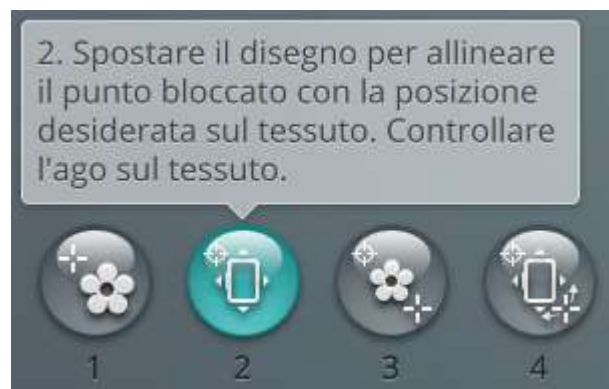 2. Spostare il disegno per allineare
il punto bloccato con la posizione
desiderata sul tessuto. Controllare
l'ago sul tessuto.
1 2 3 4